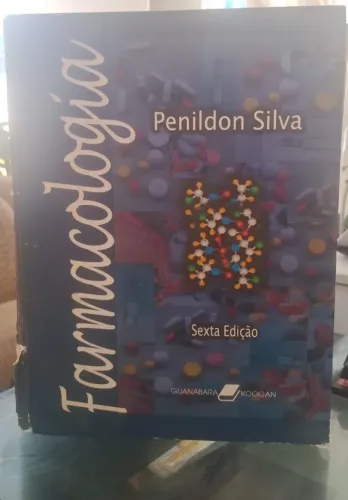 Farmacologia
Penildon Silva
Sexta Edição
GUANABARA KOOGAN